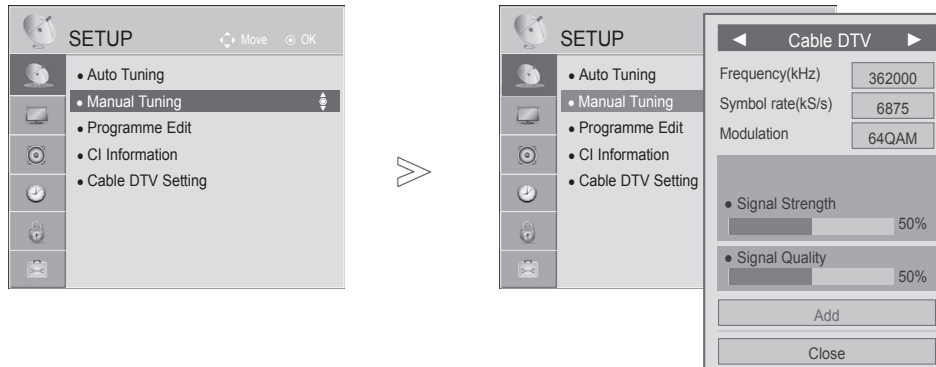 SETUP
Move OK
• Auto Tuning
• Manual Tuning
• Programme Edit
• CI Information
• Cable DTV Setting
>
SETUP
• Auto Tuning
• Manual Tuning
• Programme Edit
• CI Information
• Cable DTV Setting
◀ Cable DTV ▶
Frequency(kHz) 362000
Symbol rate(kS/s) 6875
Modulation 64QAM
• Signal Strength
50%
• Signal Quality
50%
Add
Close